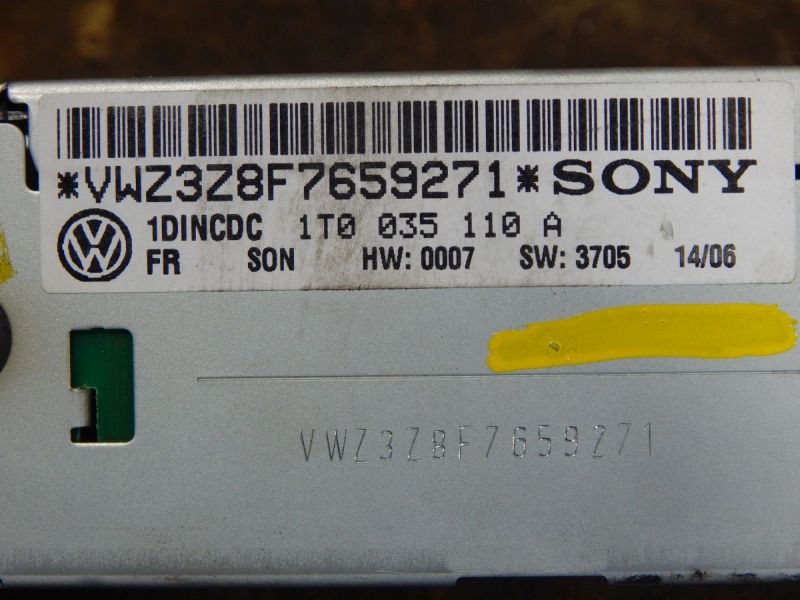 *VWZ3Z8F7659271* SONY
1DINCDC 1T0 035 110 A
FR SON HW: 0007 SW: 3705 14/06
VWZ3Z8F7659271